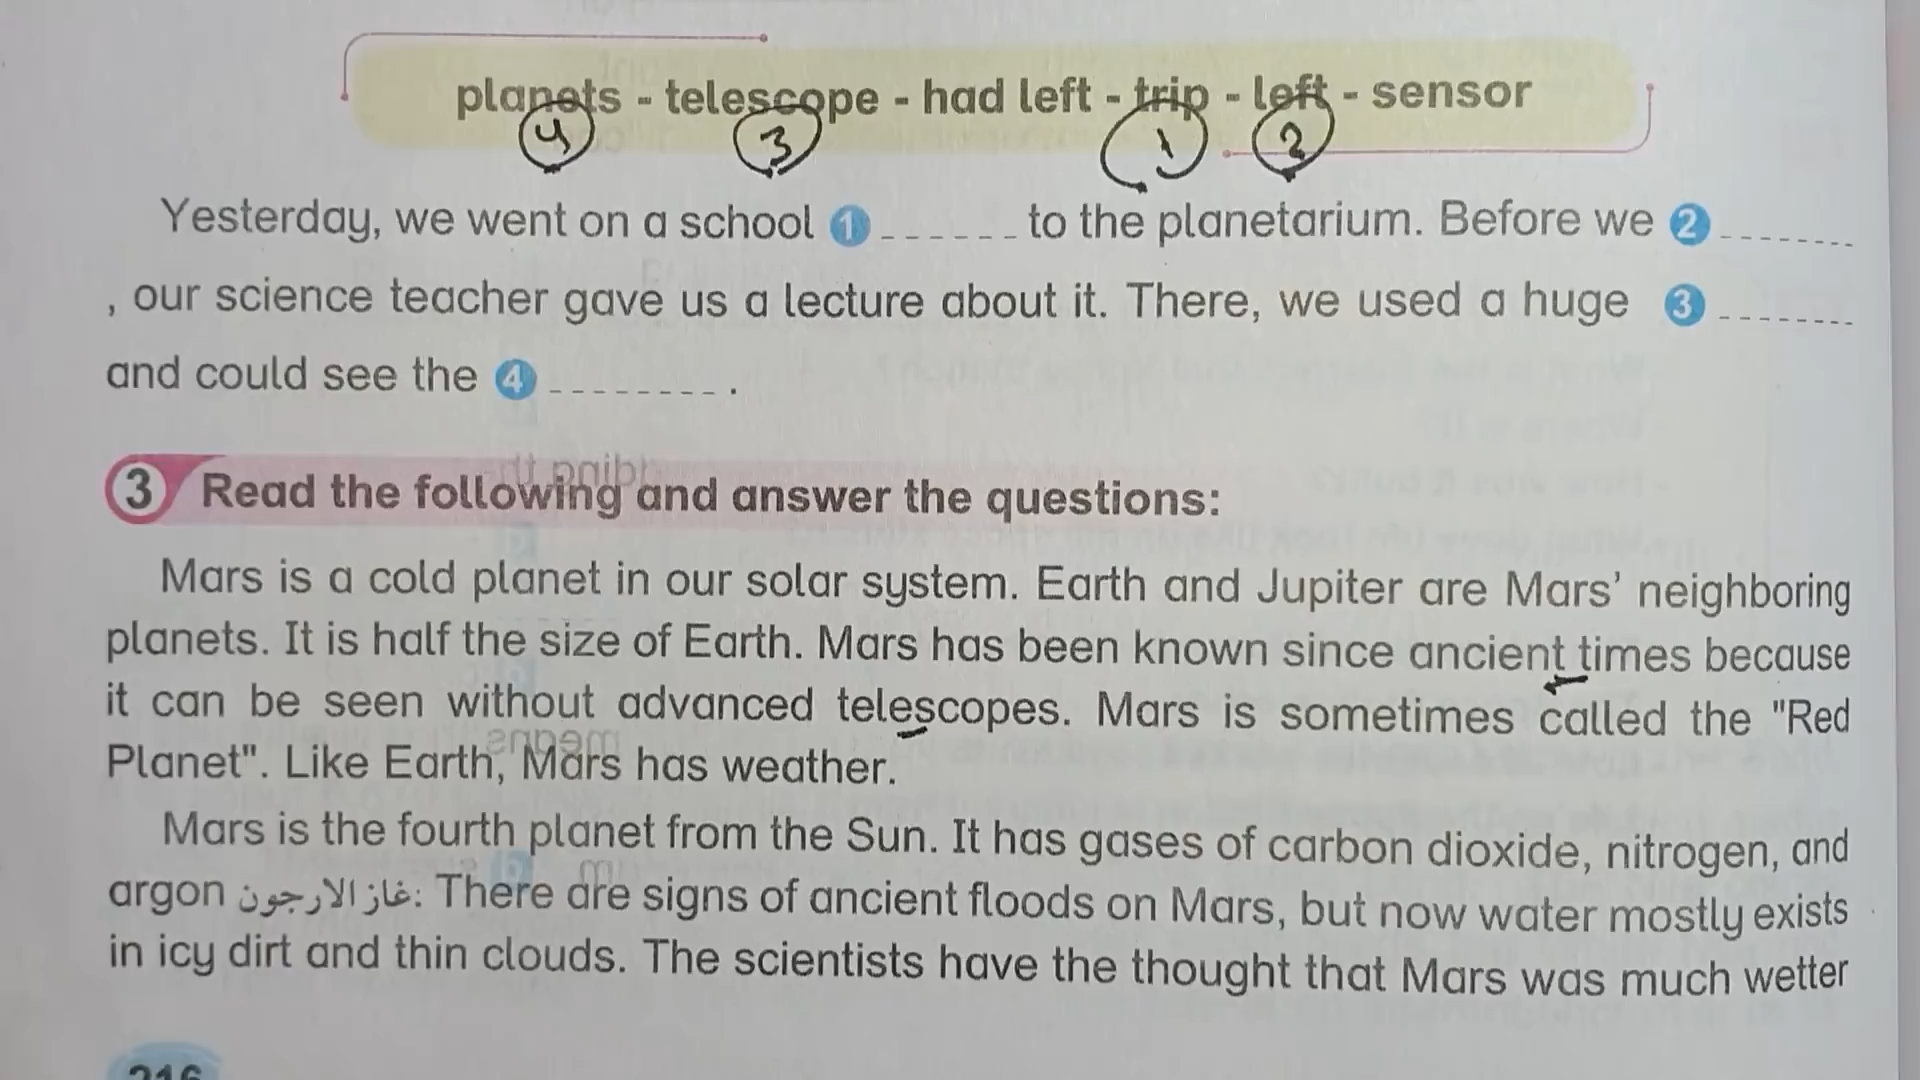 planets - telescope - had left - trip - left - sensor
4 3 1 2
Yesterday, we went on a school 1 ______ to the planetarium. Before we 2 ________
, our science teacher gave us a lecture about it. There, we used a huge 3 ________
and could see the 4 ________ .
3 Read the following and answer the questions:
Mars is a cold planet in our solar system. Earth and Jupiter are Mars’ neighboring
planets. It is half the size of Earth. Mars has been known since ancient times because
it can be seen without advanced telescopes. Mars is sometimes called the "Red
Planet". Like Earth, Mars has weather.
Mars is the fourth planet from the Sun. It has gases of carbon dioxide, nitrogen, and
argon غاز الارجون: There are signs of ancient floods on Mars, but now water mostly exists
in icy dirt and thin clouds. The scientists have the thought that Mars was much wetter
216